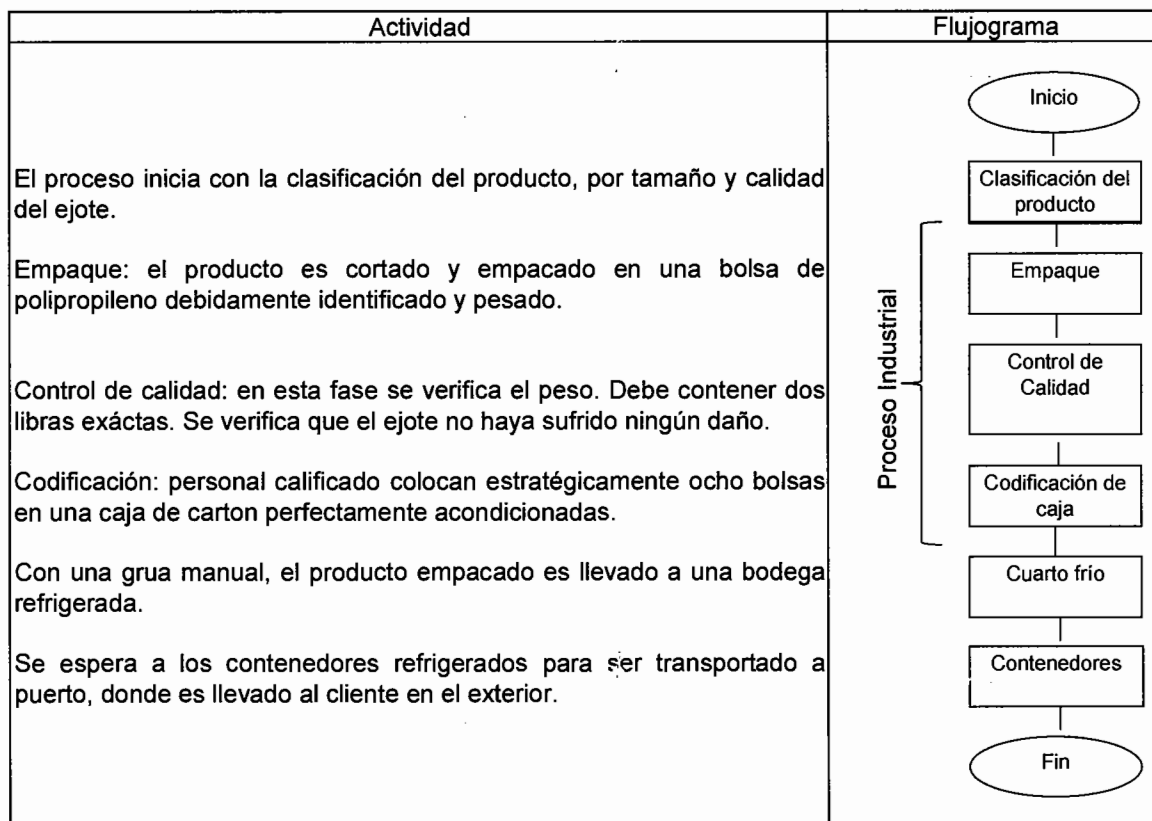 Actividad
Flujograma
El proceso inicia con la clasificación del producto, por tamaño y calidad
del ejote.
Empaque: el producto es cortado y empacado en una bolsa de
polipropileno debidamente identificado y pesado.
Control de calidad: en esta fase se verifica el peso. Debe contener dos
libras exáctas. Se verifica que el ejote no haya sufrido ningún daño.
Codificación: personal calificado colocan estratégicamente ocho bolsas
en una caja de carton perfectamente acondicionadas.
Con una grua manual, el producto empacado es llevado a una bodega
refrigerada.
Se espera a los contenedores refrigerados para ser transportado a
puerto, donde es llevado al cliente en el exterior.
Proceso Industrial
Inicio
Clasificación del
producto
Empaque
Control de
Calidad
Codificación de
caja
Cuarto frío
Contenedores
Fin